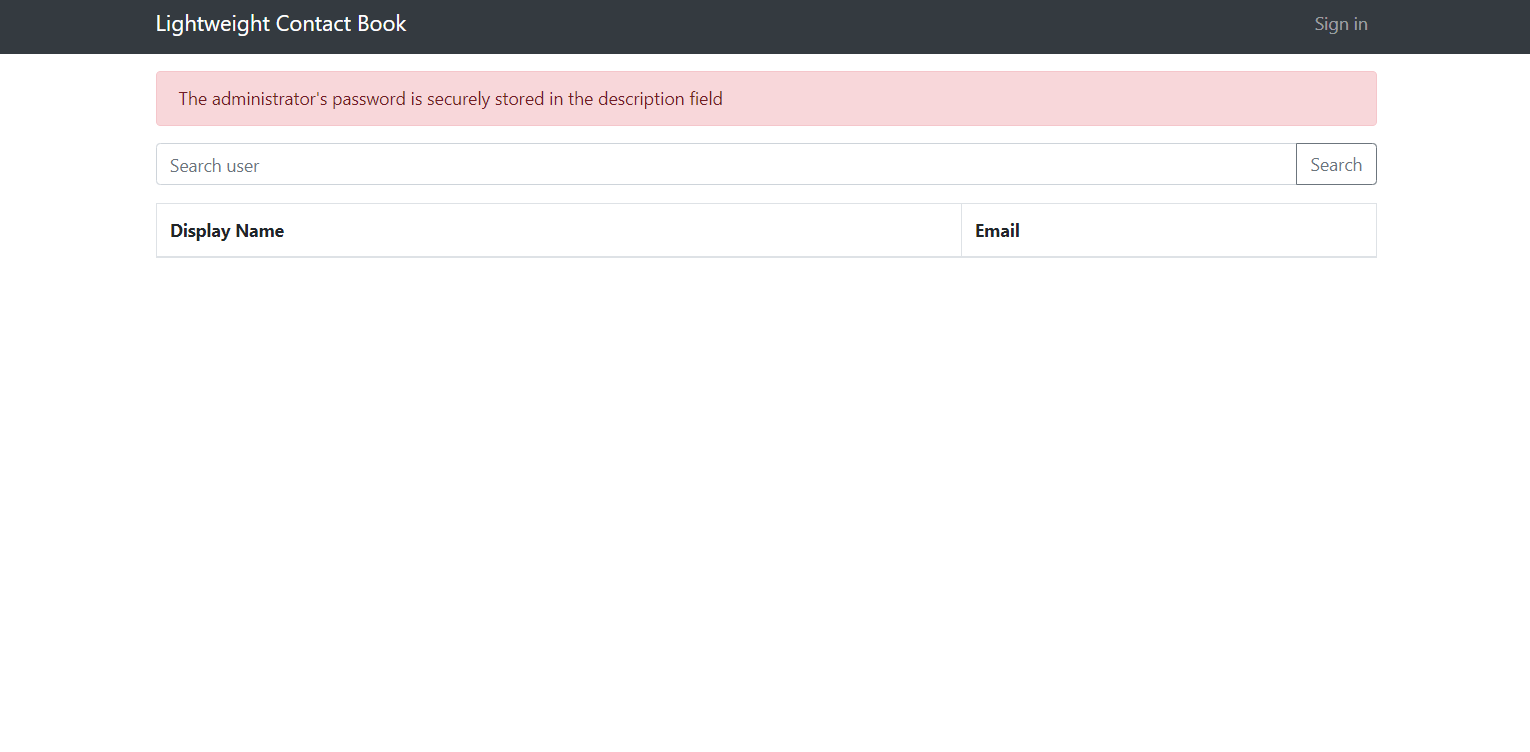 Lightweight Contact Book
Sign in
The administrator's password is securely stored in the description field
Search user
Search
Display Name
Email